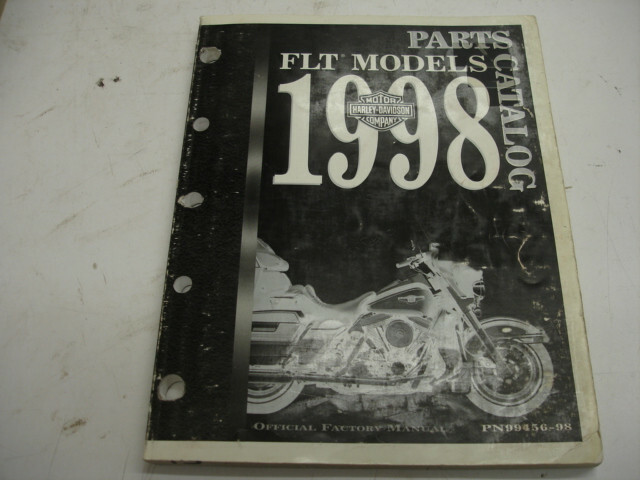 PARTS CATALOG
FLT MODELS
1998
MOTOR
HARLEY-DAVIDSON
COMPANY
OFFICIAL FACTORY MANUAL
PN99456-98